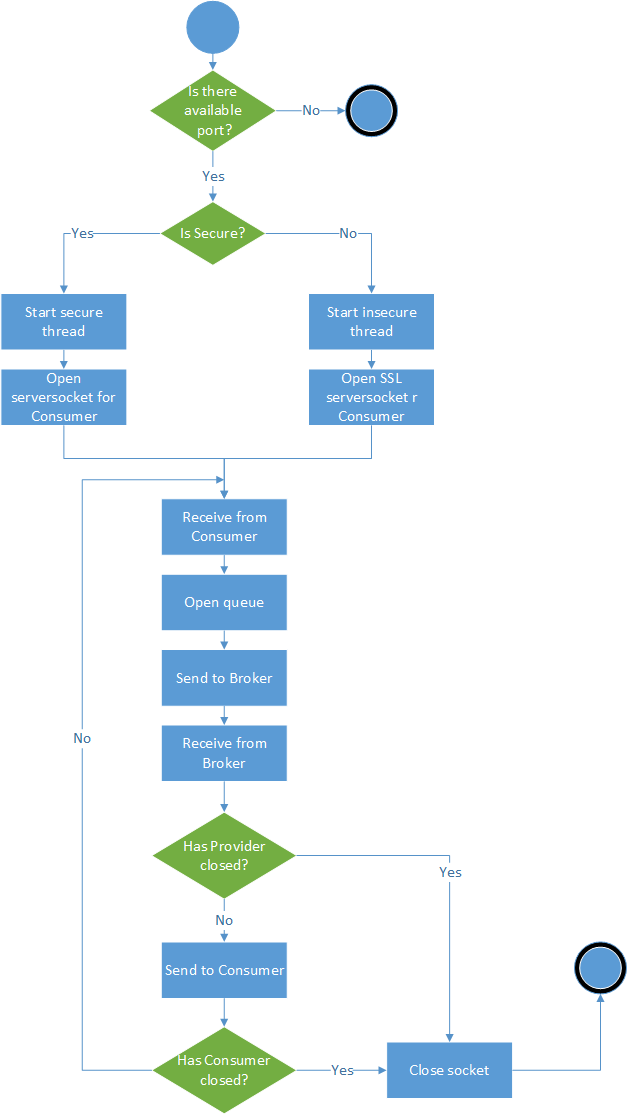 Is there
available
port?
No
Yes
Is Secure?
Yes
No
Start secure
thread
Start insecure
thread
Open
serversocket for
Consumer
Open SSL
serversocket r
Consumer
Receive from
Consumer
Open queue
Send to Broker
No
Receive from
Broker
Has Provider
closed?
Yes
No
Send to Consumer
Has Consumer
closed?
Yes
Close socket